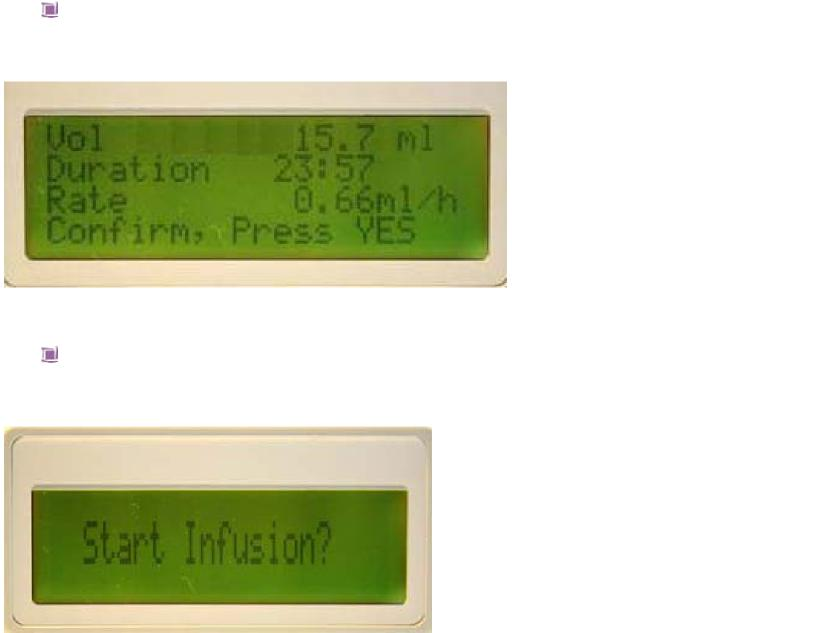 Vol 15.7 ml
Duration 23:57
Rate 0.66ml/h
Confirm, Press YES
Start Infusion?